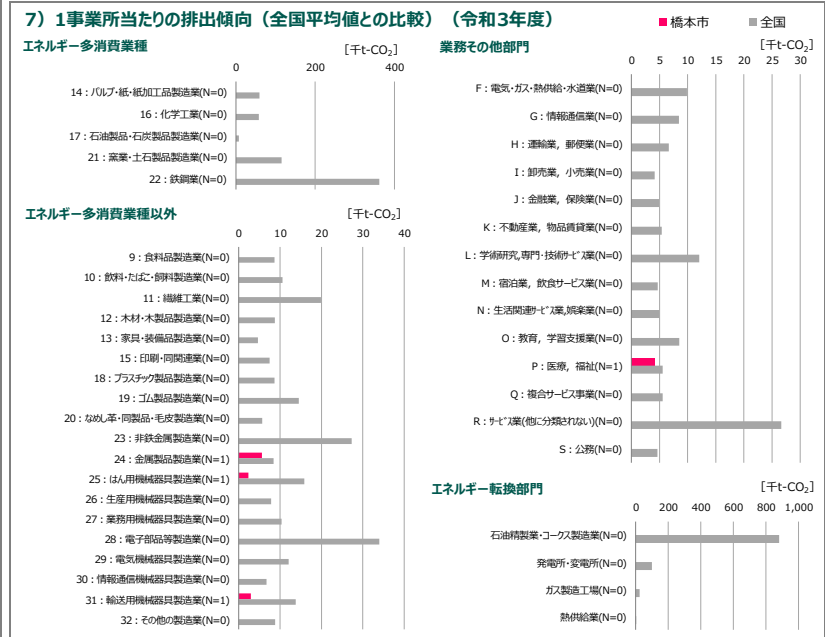 7）1事業所当たりの排出傾向（全国平均値との比較）（令和3年度）
橋本市 全国
エネルギー多消費業種
[千t-CO₂]
0 200 400
14：パルプ・紙・紙加工品製造業(N=0)
16：化学工業(N=0)
17：石油製品・石炭製品製造業(N=0)
21：窯業・土石製品製造業(N=0)
22：鉄鋼業(N=0)
エネルギー多消費業種以外
[千t-CO₂]
0 10 20 30 40
9：食料品製造業(N=0)
10：飲料・たばこ・飼料製造業(N=0)
11：繊維工業(N=0)
12：木材・木製品製造業(N=0)
13：家具・装備品製造業(N=0)
15：印刷・同関連業(N=0)
18：プラスチック製品製造業(N=0)
19：ゴム製品製造業(N=0)
20：なめし革・同製品・毛皮製造業(N=0)
23：非鉄金属製造業(N=0)
24：金属製品製造業(N=1)
25：はん用機械器具製造業(N=1)
26：生産用機械器具製造業(N=0)
27：業務用機械器具製造業(N=0)
28：電子部品等製造業(N=0)
29：電気機械器具製造業(N=0)
30：情報通信機械器具製造業(N=0)
31：輸送用機械器具製造業(N=1)
32：その他の製造業(N=0)
業務その他部門
[千t-CO₂]
0 5 10 15 20 25 30
F：電気・ガス・熱供給・水道業(N=0)
G：情報通信業(N=0)
H：運輸業，郵便業(N=0)
I：卸売業，小売業(N=0)
J：金融業，保険業(N=0)
K：不動産業，物品賃貸業(N=0)
L：学術研究,専門・技術ｻｰﾋﾞｽ業(N=0)
M：宿泊業，飲食サービス業(N=0)
N：生活関連ｻｰﾋﾞｽ業,娯楽業(N=0)
O：教育，学習支援業(N=0)
P：医療，福祉(N=1)
Q：複合サービス事業(N=0)
R：ｻｰﾋﾞｽ業(他に分類されない)(N=0)
S：公務(N=0)
エネルギー転換部門
[千t-CO₂]
0 200 400 600 800 1,000
石油精製業・コークス製造業(N=0)
発電所・変電所(N=0)
ガス製造工場(N=0)
熱供給業(N=0)